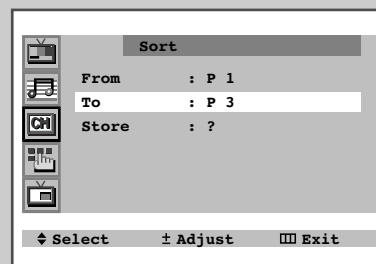 Sort
From : P 1
To : P 3
CH
Store : ?
Select ± Adjust Exit